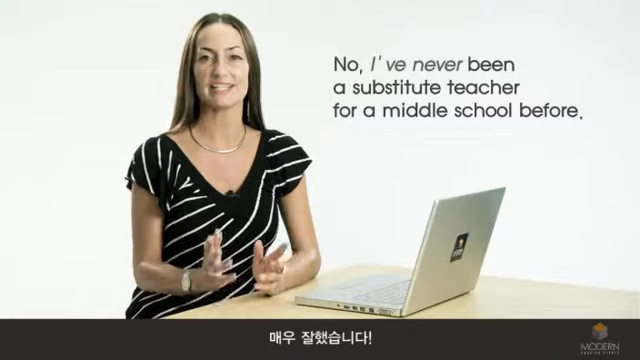 No, I've never been
a substitute teacher
for a middle school before.
매우 잘했습니다!
MODERN